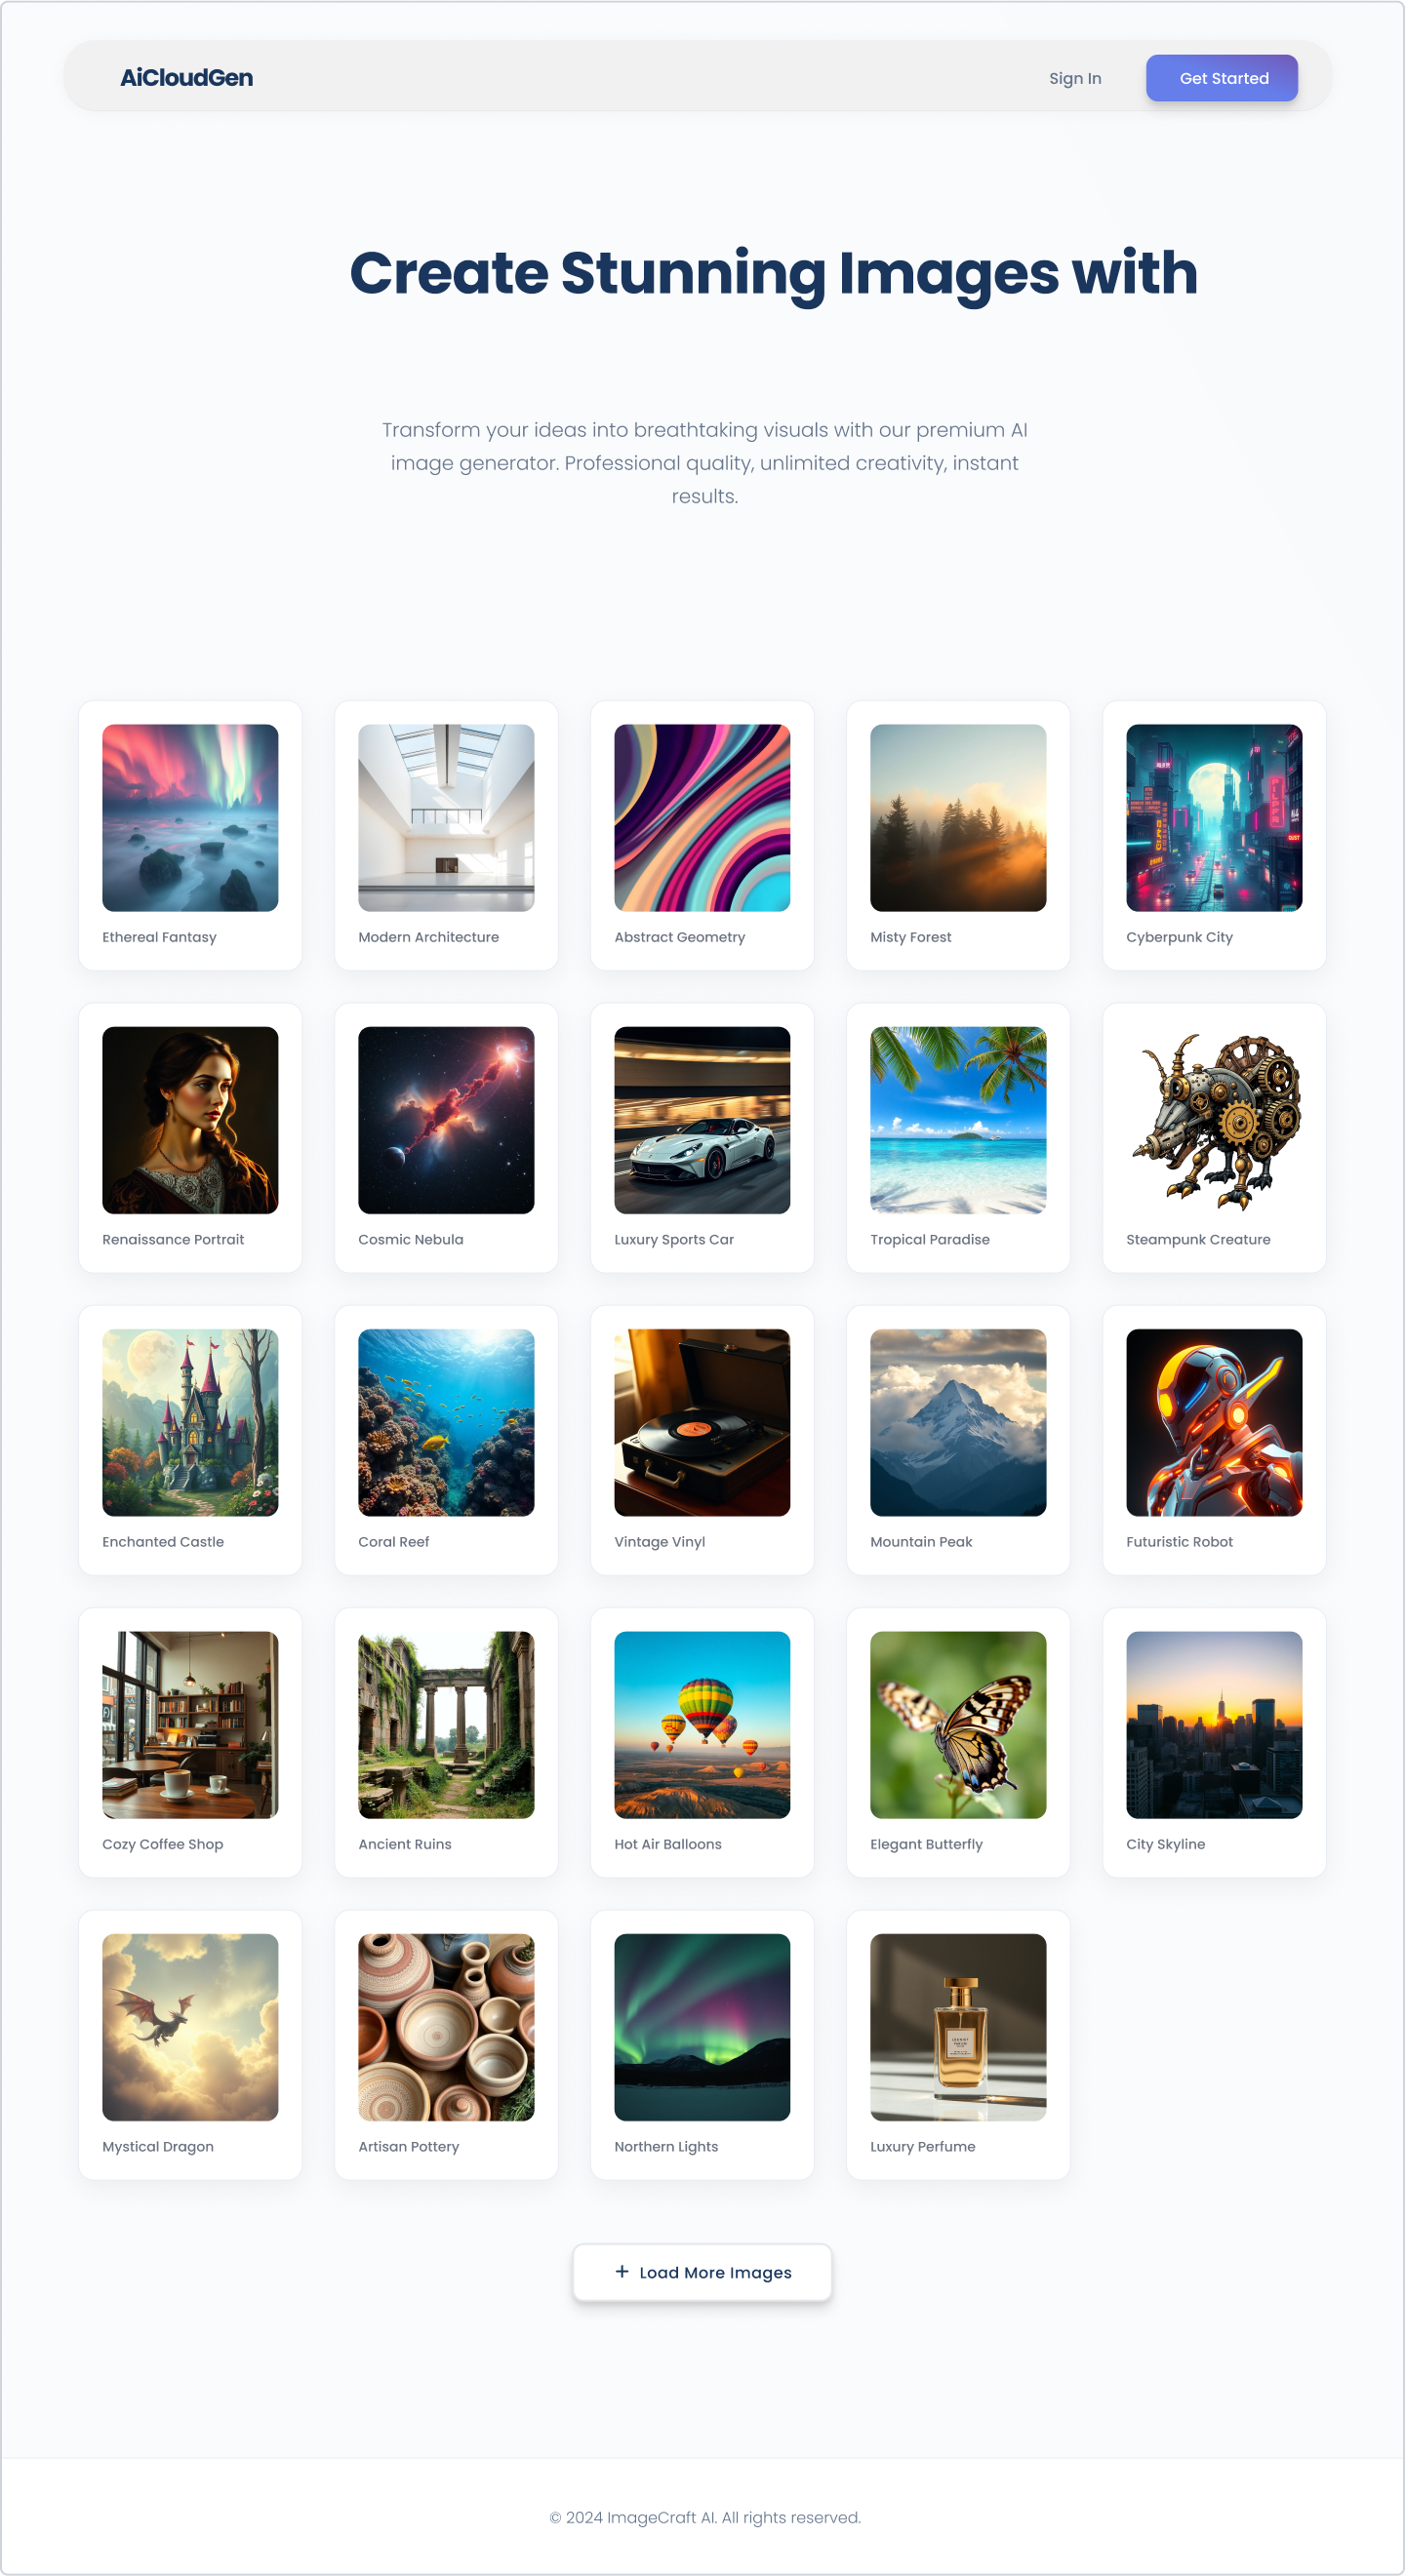 AiCloudGen
Sign In
Get Started
Create Stunning Images with
Transform your ideas into breathtaking visuals with our premium AI
image generator. Professional quality, unlimited creativity, instant
results.
Ethereal Fantasy
Modern Architecture
Abstract Geometry
Misty Forest
Cyberpunk City
Renaissance Portrait
Cosmic Nebula
Luxury Sports Car
Tropical Paradise
Steampunk Creature
Enchanted Castle
Coral Reef
Vintage Vinyl
Mountain Peak
Futuristic Robot
Cozy Coffee Shop
Ancient Ruins
Hot Air Balloons
Elegant Butterfly
City Skyline
Mystical Dragon
Artisan Pottery
Northern Lights
Luxury Perfume
+ Load More Images
© 2024 ImageCraft AI. All rights reserved.